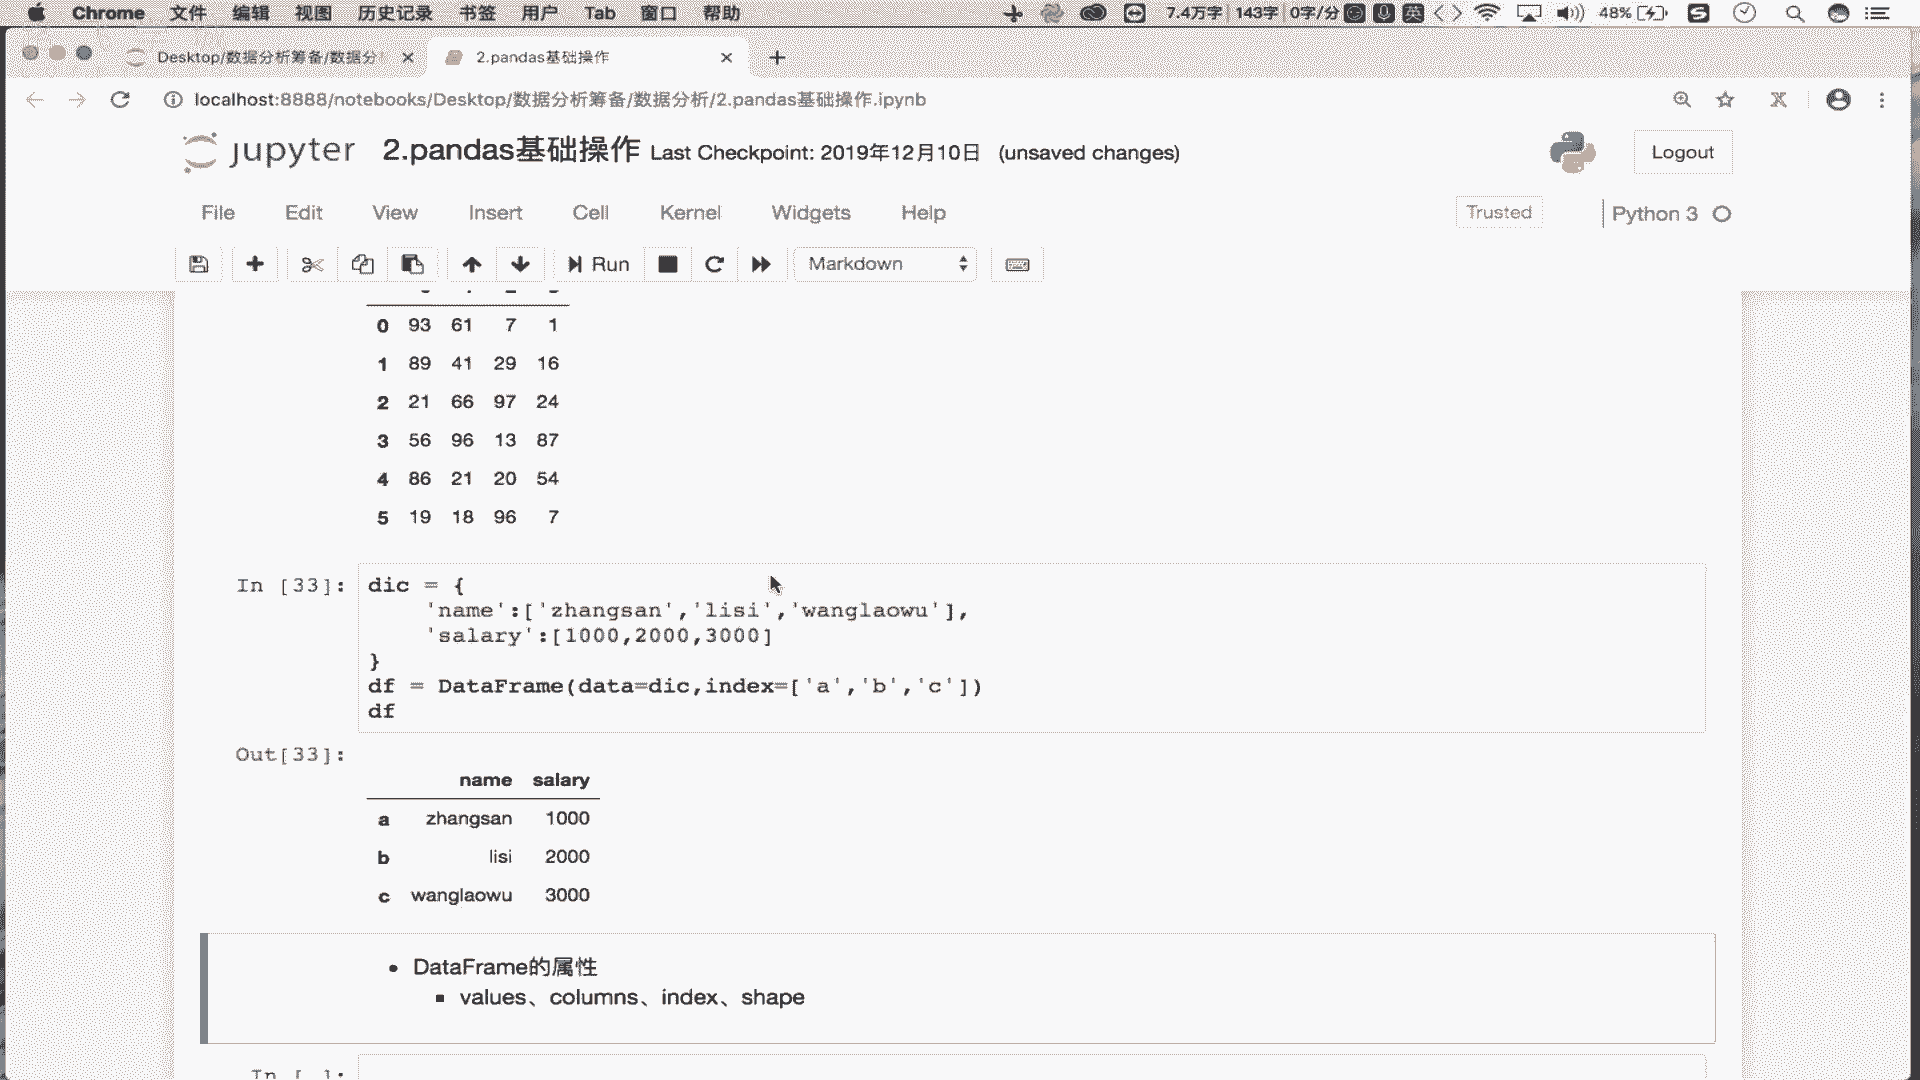 Chrome 文件 编辑 视图 历史记录 书签 用户 Tab 窗口 帮助 7.4万字 143字 0字/分 英 48%
Desktop/数据分析筹备/数据分 2.pandas基础操作
localhost:8888/notebooks/Desktop/数据分析筹备/数据分析/2.pandas基础操作.ipynb
jupyter 2.pandas基础操作 Last Checkpoint: 2019年12月10日 (unsaved changes) Logout
File Edit View Insert Cell Kernel Widgets Help Trusted Python 3
Run Markdown
0 93 61 7 1
1 89 41 29 16
2 21 66 97 24
3 56 96 13 87
4 86 21 20 54
5 19 18 96 7
In [33]: dic = {
'name':['zhangsan','lisi','wanglaowu'],
'salary':[1000,2000,3000]
}
df = DataFrame(data=dic,index=['a','b','c'])
df
Out[33]:
name salary
a zhangsan 1000
b lisi 2000
c wanglaowu 3000
• DataFrame的属性
▪ values、columns、index、shape
In [ ]: